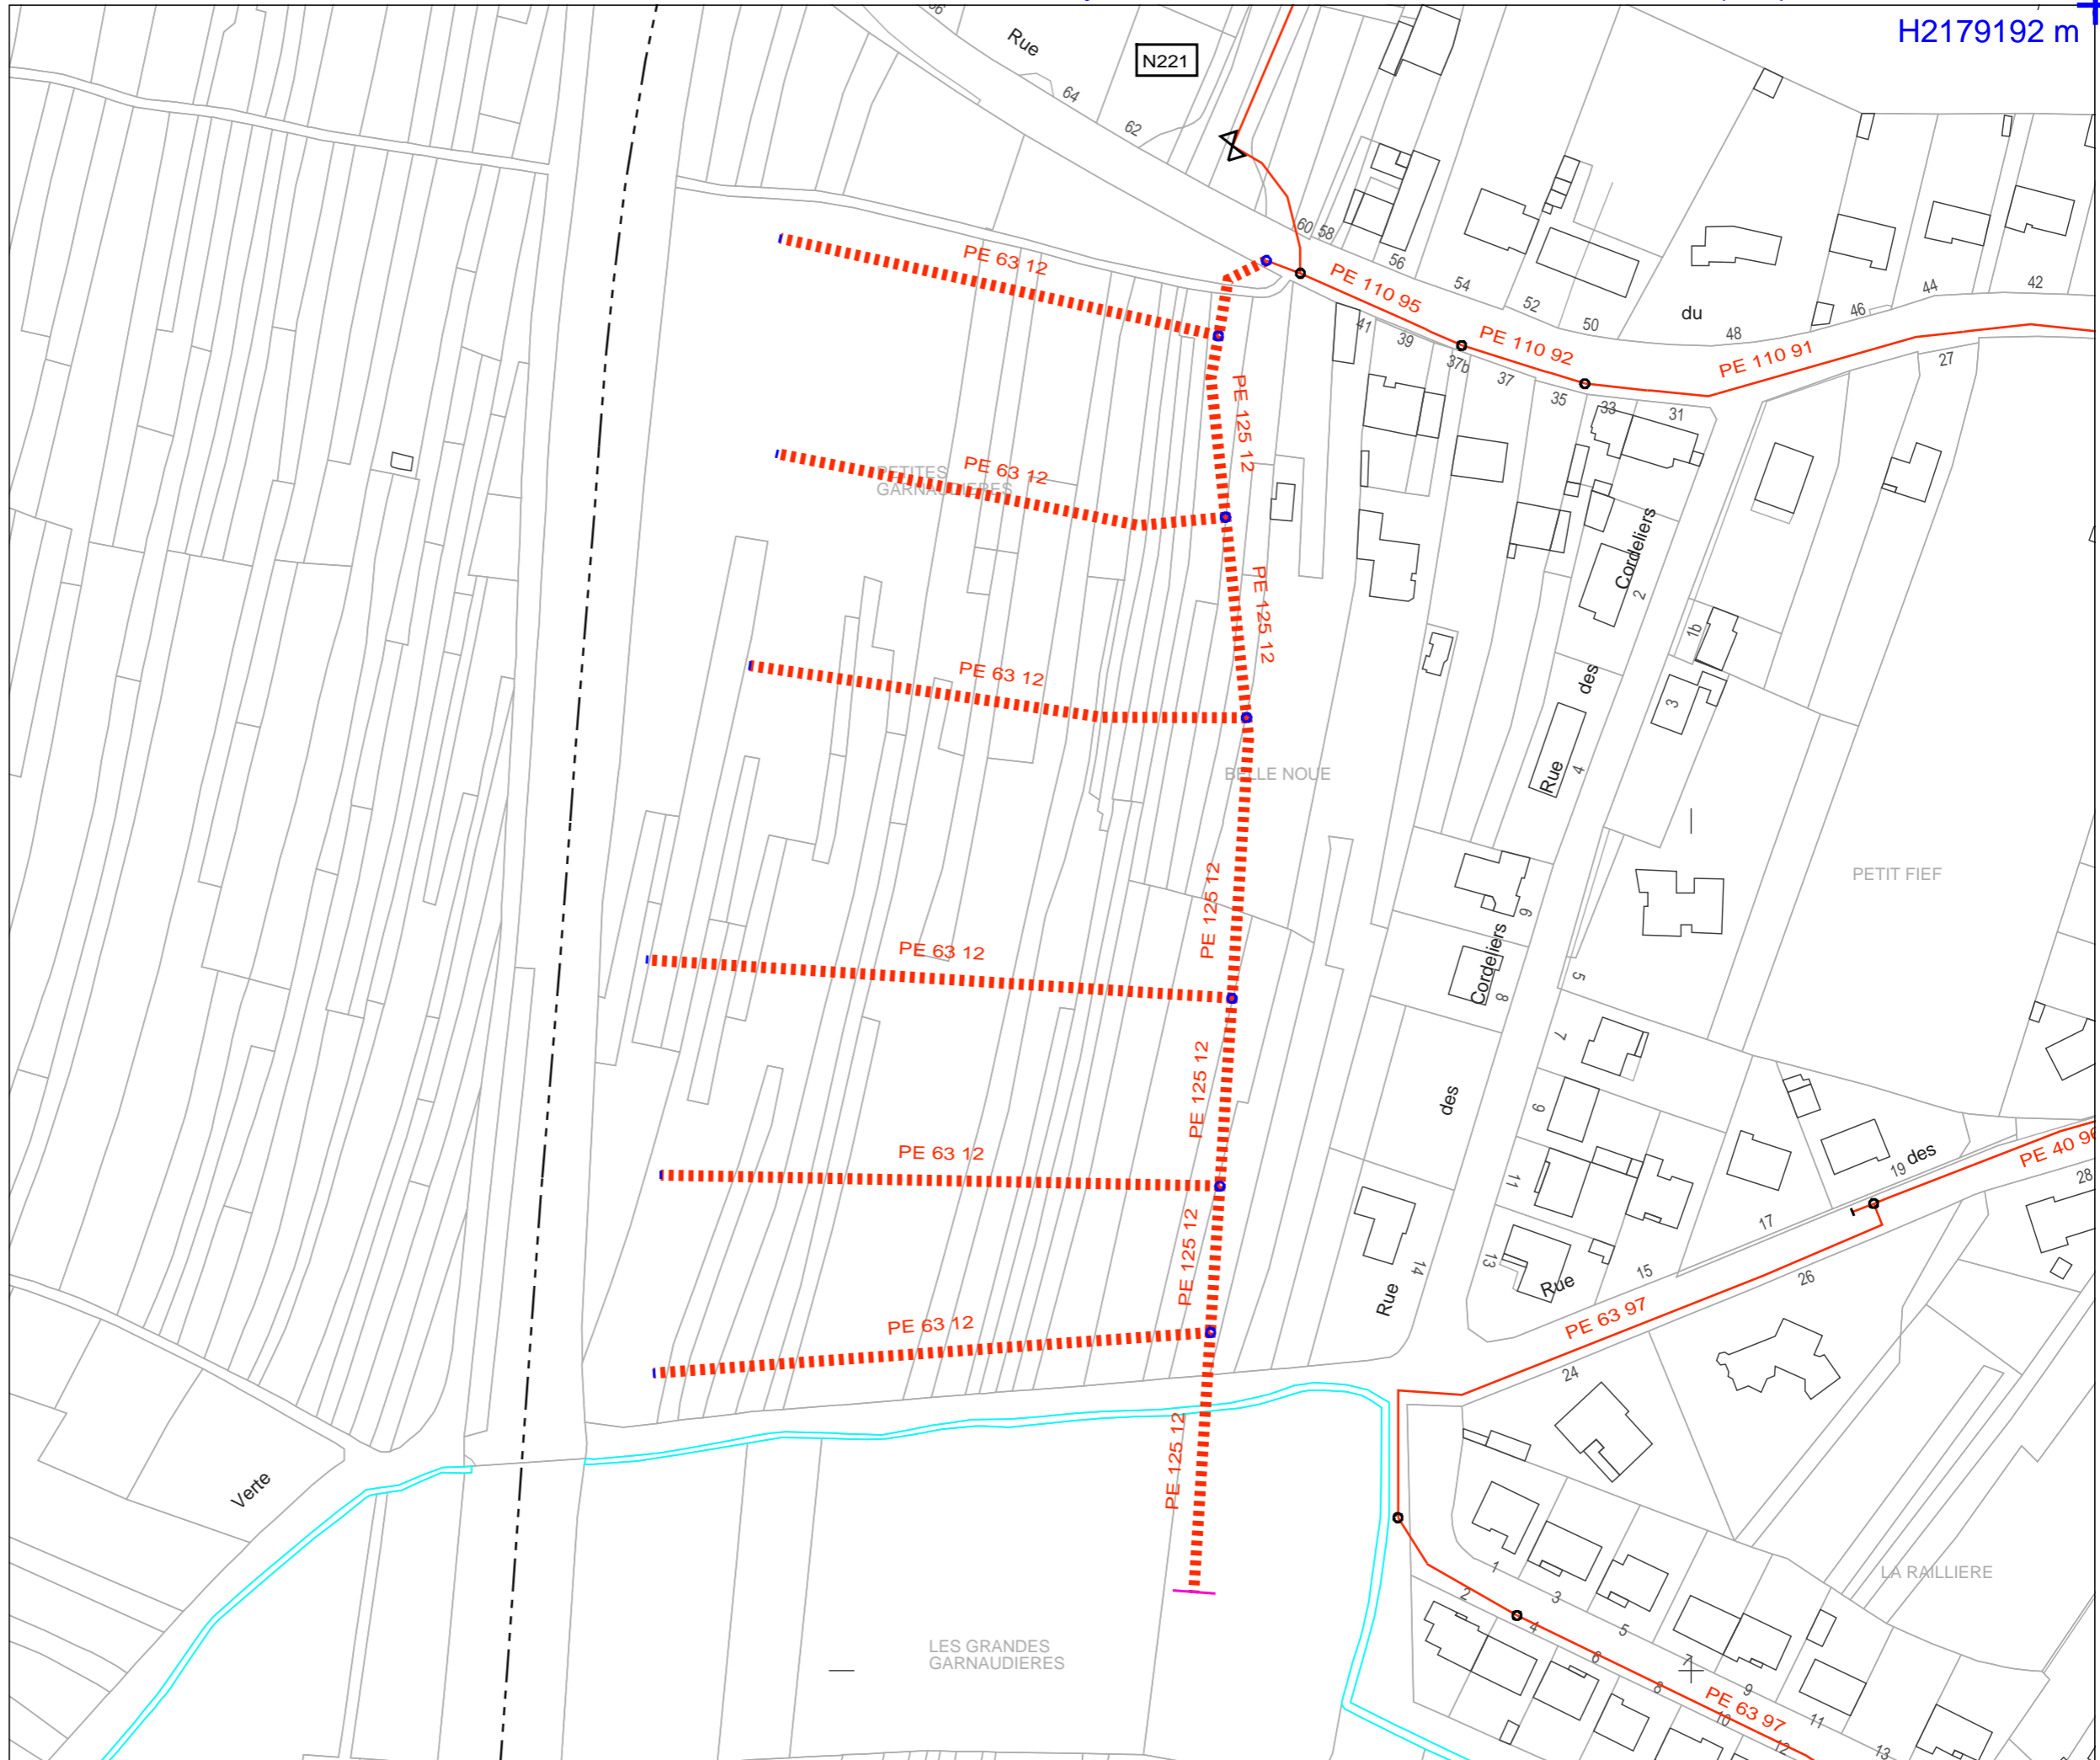 H2179192 m
Rue
N221
64
62
60
58
56
54
52
50
48
46
44
42
du
PE 63 12
PE 110 95
PE 110 92
PE 110 91
41
39
37b
37
35
33
31
27
PE 125 12
PETITES
GARNAUDIERES
PE 63 12
Cordeliers
2
1b
PE 125 12
des
3
PE 63 12
Rue
4
BELLE NOUE
PETIT FIEF
PE 125 12
6
Cordeliers
8
5
PE 63 12
7
PE 125 12
des
9
PE 63 12
11
19
des
PE 40 96
28
17
PE 125 12
14
13
Rue
Rue
15
26
PE 63 12
PE 63 97
24
Verte
PE 125 12
1
2
3
4
5
6
7
8
9
10
11
12
13
LA RAILLIERE
LES GRANDES
GARNAUDIERES
PE 63 97